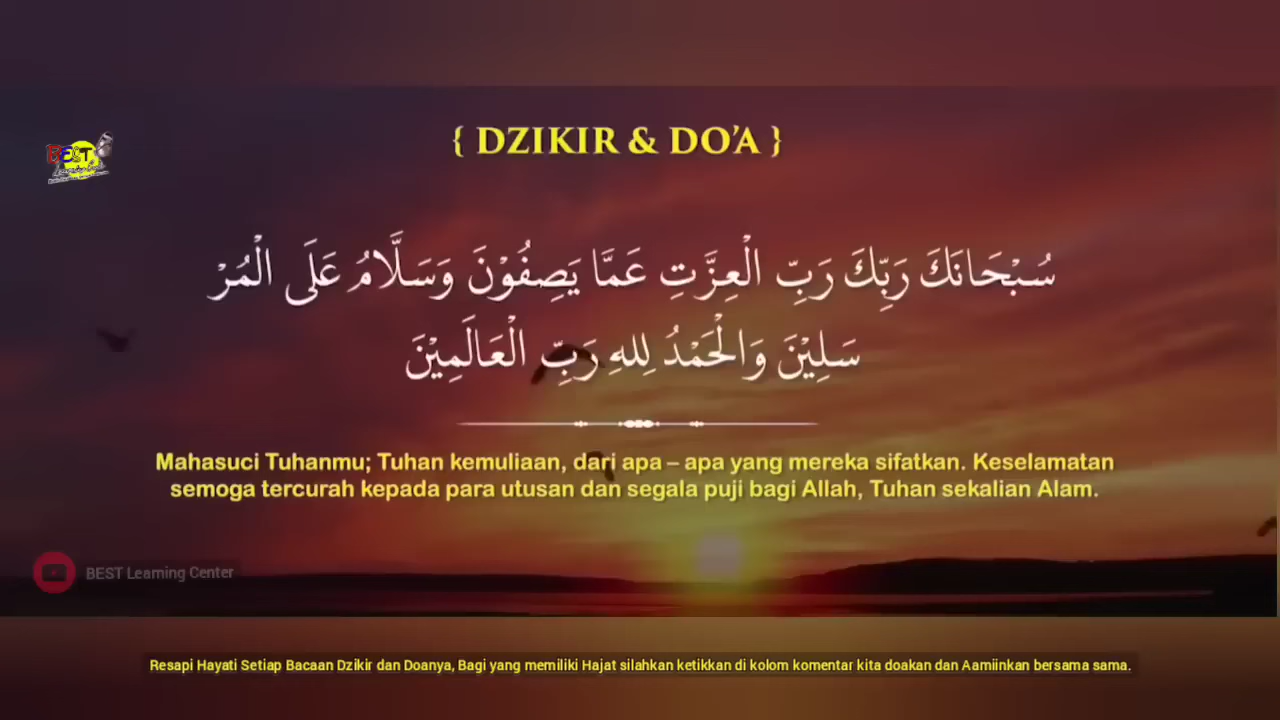 { DZIKIR & DO’A }
BEST
سُبْحَانَكَ رَبِّكَ رَبِّ الْعِزَّتِ عَمَّا يَصِفُوْنَ وَسَلَّامُ عَلَى الْمُرْ
سَلِيْنَ وَالْحَمْدُ لِلهِ رَبِّ الْعَالَمِيْنَ
Mahasuci Tuhanmu; Tuhan kemuliaan, dari apa – apa yang mereka sifatkan. Keselamatan
semoga tercurah kepada para utusan dan segala puji bagi Allah, Tuhan sekalian Alam.
BEST Learning Center
Resapi Hayati Setiap Bacaan Dzikir dan Doanya, Bagi yang memiliki Hajat silahkan ketikkan di kolom komentar kita doakan dan Aamiinkan bersama sama.